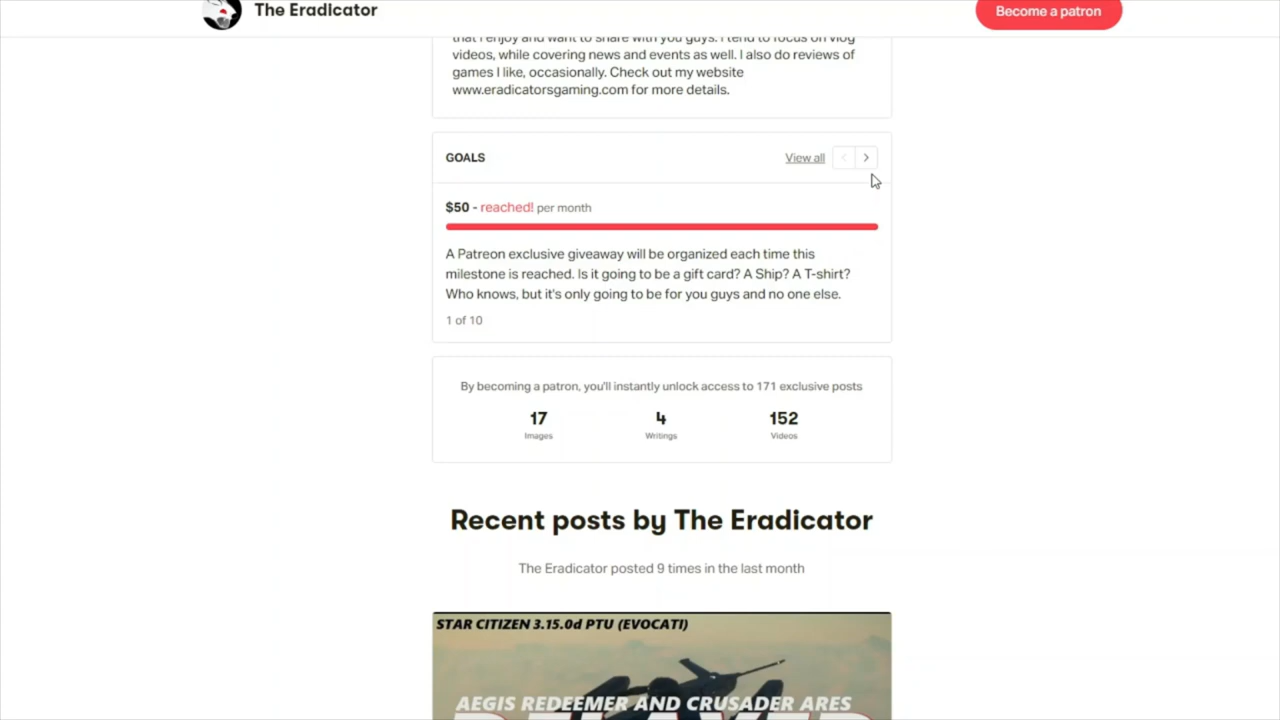 The Eradicator
Become a patron
that I enjoy and want to share with you guys. I tend to focus on vlog
videos, while covering news and events as well. I also do reviews of
games I like, occasionally. Check out my website
www.eradicatorsgaming.com for more details.
GOALS
View all
$50 - reached! per month
A Patreon exclusive giveaway will be organized each time this
milestone is reached. Is it going to be a gift card? A Ship? A T-shirt?
Who knows, but it's only going to be for you guys and no one else.
1 of 10
By becoming a patron, you'll instantly unlock access to 171 exclusive posts
17
4
152
Images
Writings
Videos
Recent posts by The Eradicator
The Eradicator posted 9 times in the last month
STAR CITIZEN 3.15.0d PTU (EVOCATI)
AEGIS REDEEMER AND CRUSADER ARES